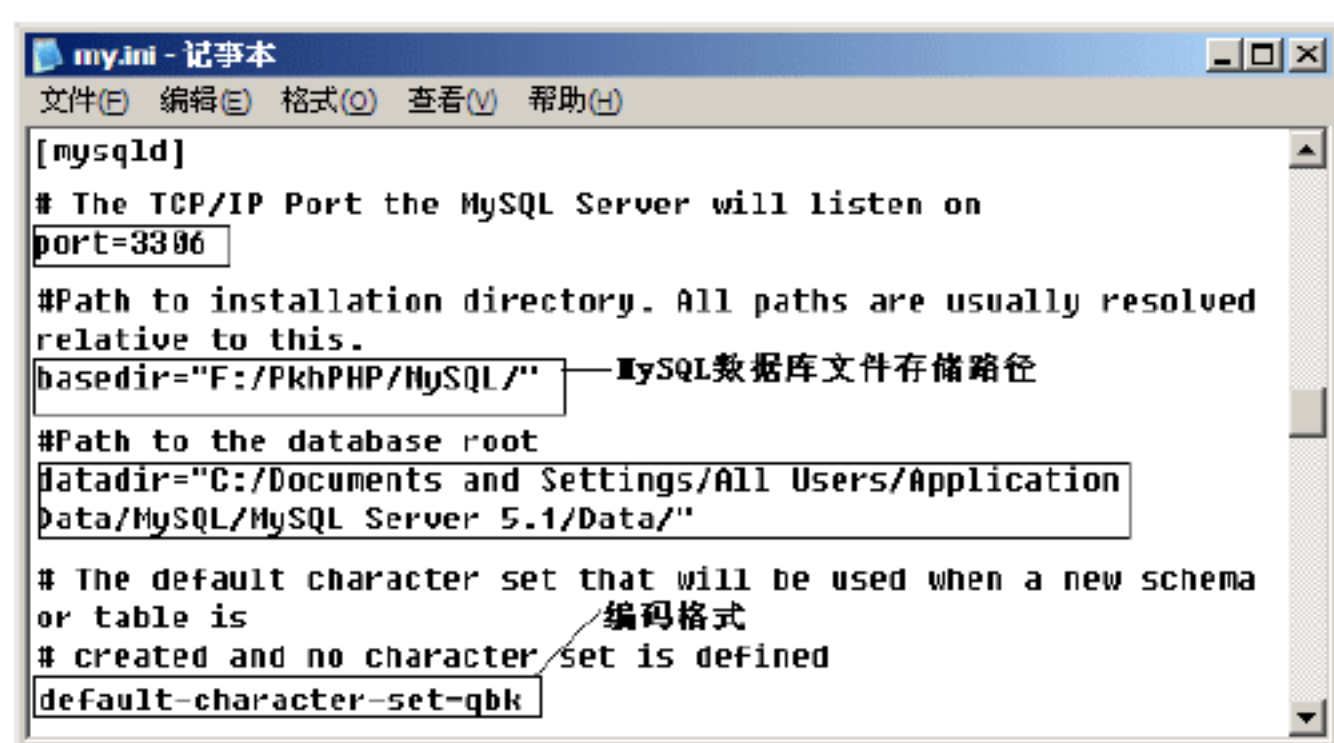 my.ini - 记事本
文件(F) 编辑(E) 格式(O) 查看(V) 帮助(H)
[mysqld]
# The TCP/IP Port the MySQL Server will listen on
port=3306
#Path to installation directory. All paths are usually resolved
relative to this.
basedir="F:/PkhPHP/MySQL/" MySQL数据库文件存储路径
#Path to the database root
datadir="C:/Documents and Settings/All Users/Application
Data/MySQL/MySQL Server 5.1/Data/"
# The default character set that will be used when a new schema
or table is 编码格式
# created and no character set is defined
default-character-set=gbk